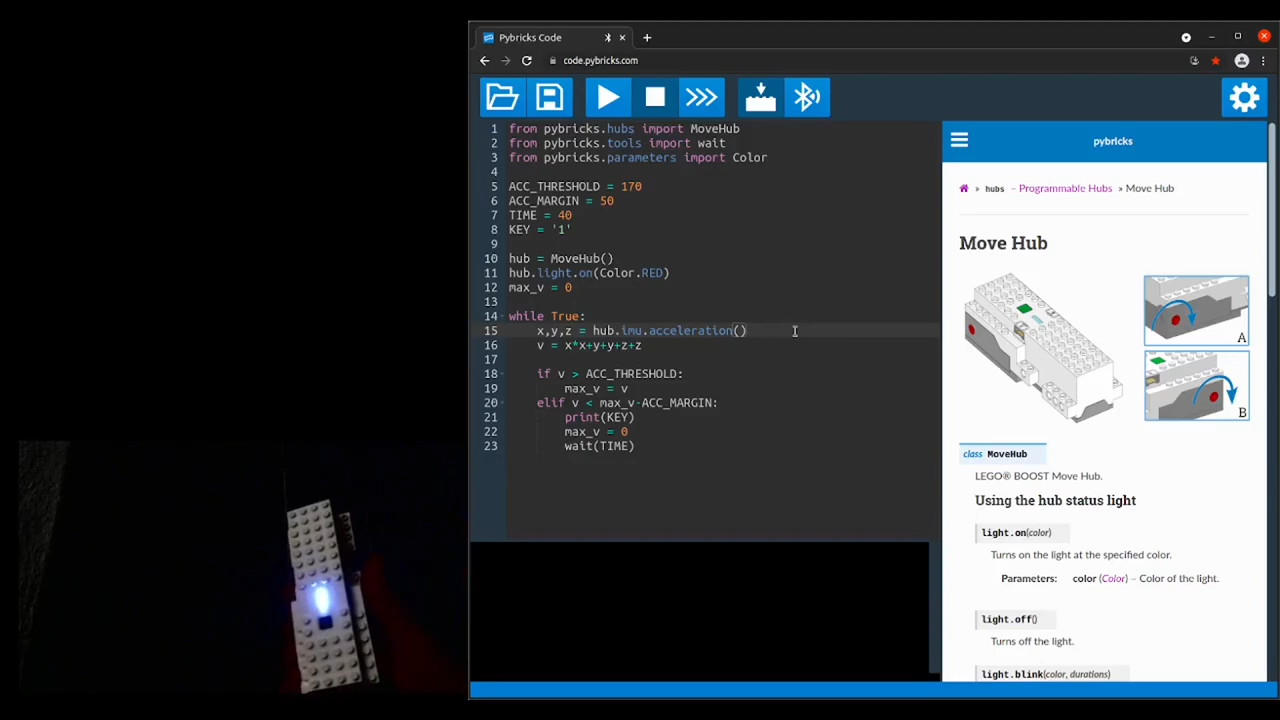 Pybricks Code
code.pybricks.com
1 from pybricks.hubs import MoveHub
2 from pybricks.tools import wait
3 from pybricks.parameters import Color
4
5 ACC_THRESHOLD = 170
6 ACC_MARGIN = 50
7 TIME = 40
8 KEY = '1'
9
10 hub = MoveHub()
11 hub.light.on(Color.RED)
12 max_v = 0
13
14 while True:
15 x,y,z = hub.imu.acceleration()
16 v = x*x+y+y+z+z
17
18 if v > ACC_THRESHOLD:
19 max_v = v
20 elif v < max_v-ACC_MARGIN:
21 print(KEY)
22 max_v = 0
23 wait(TIME)
pybricks
» hubs – Programmable Hubs » Move Hub
Move Hub
A
B
class MoveHub
LEGO® BOOST Move Hub.
Using the hub status light
light.on(color)
Turns on the light at the specified color.
Parameters: color (Color) – Color of the light.
light.off()
Turns off the light.
light.blink(color, durations)